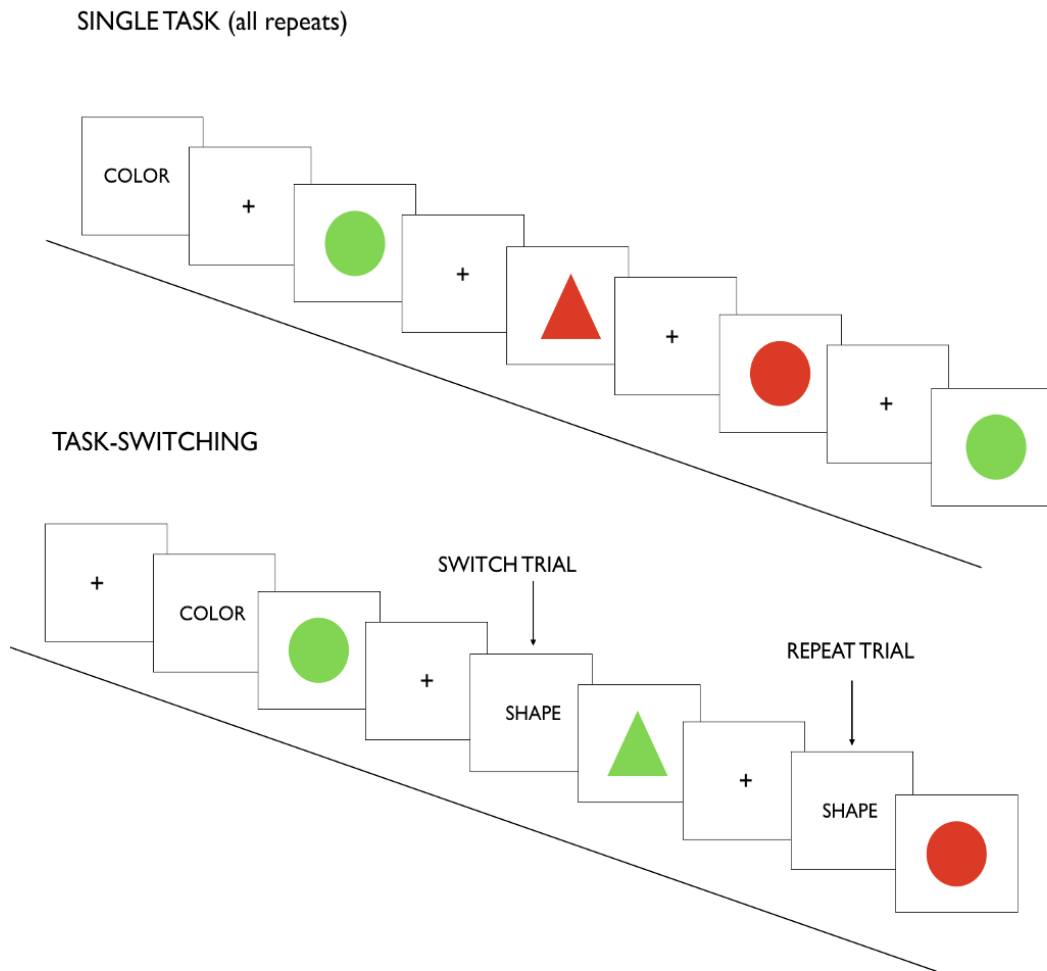 SINGLE TASK (all repeats)
COLOR
+
+
+
+
TASK-SWITCHING
+
COLOR
SWITCH TRIAL
+
SHAPE
REPEAT TRIAL
+
SHAPE